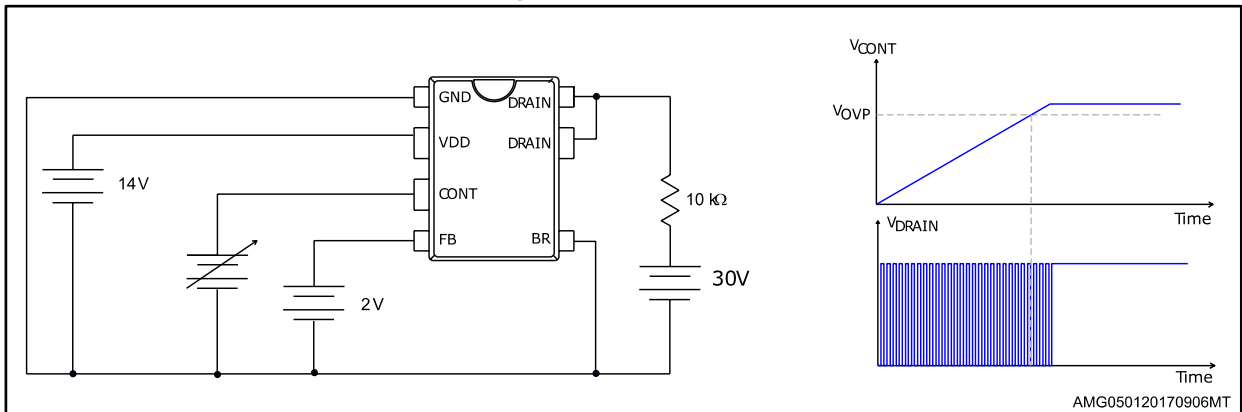 GND
DRAIN
VDD
DRAIN
CONT
FB
BR
14V
2V
10 kΩ
30V
VCONT
VOVP
Time
VDRAIN
Time
AMG050120170906MT